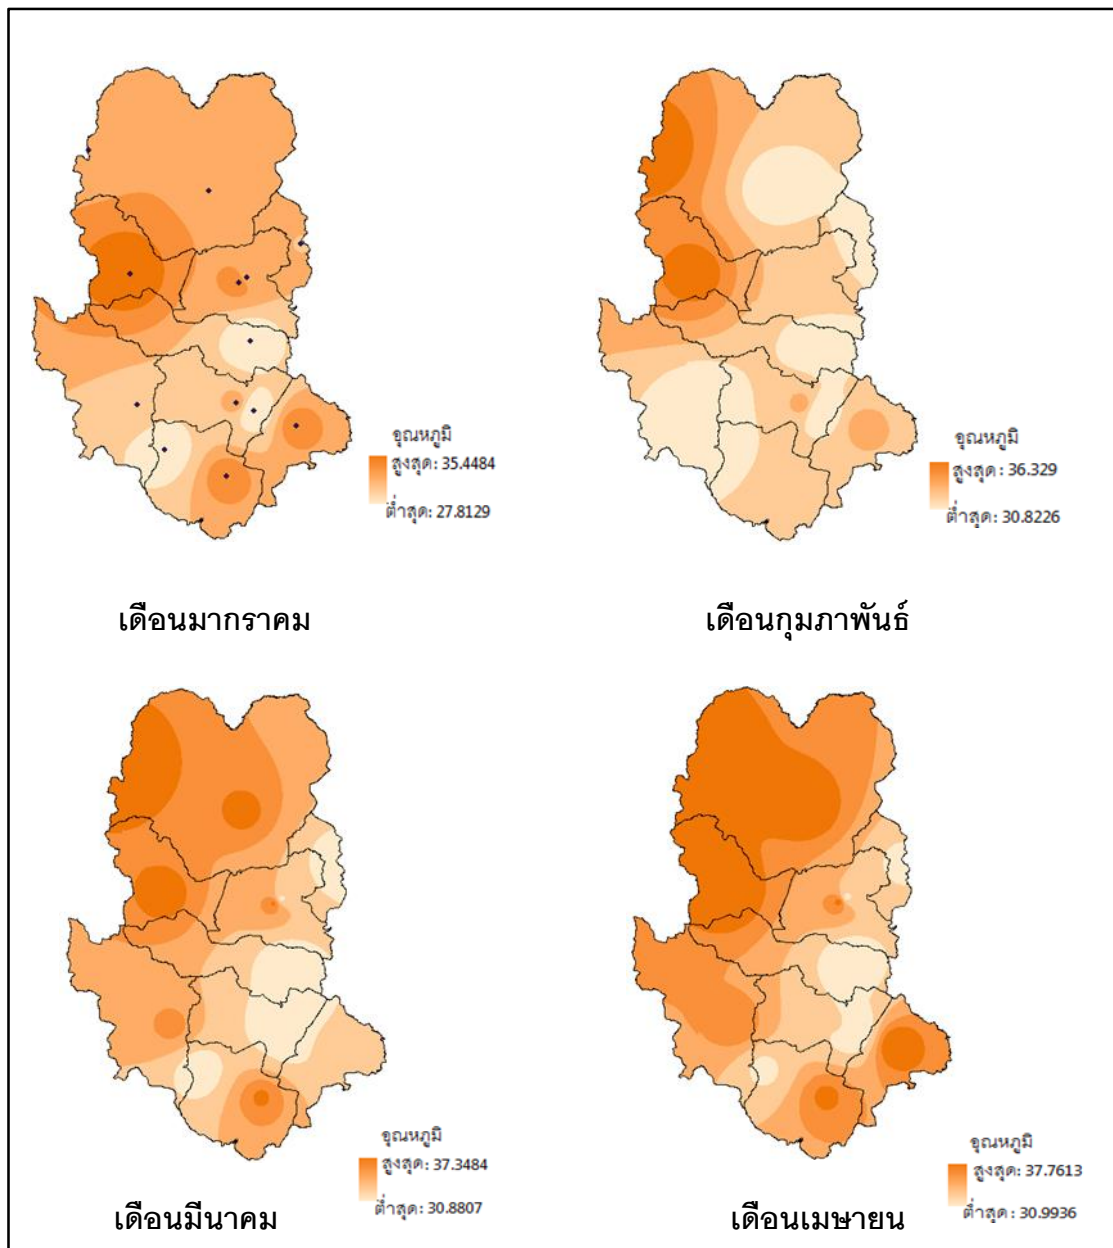 อุณหภูมิ
สูงสุด: 35.4484
ต่ำสุด: 27.8129
เดือนมากราคม
อุณหภูมิ
สูงสุด: 36.329
ต่ำสุด: 30.8226
เดือนกุมภาพันธ์
อุณหภูมิ
สูงสุด: 37.3484
ต่ำสุด: 30.8807
เดือนมีนาคม
อุณหภูมิ
สูงสุด: 37.7613
ต่ำสุด: 30.9936
เดือนเมษายน